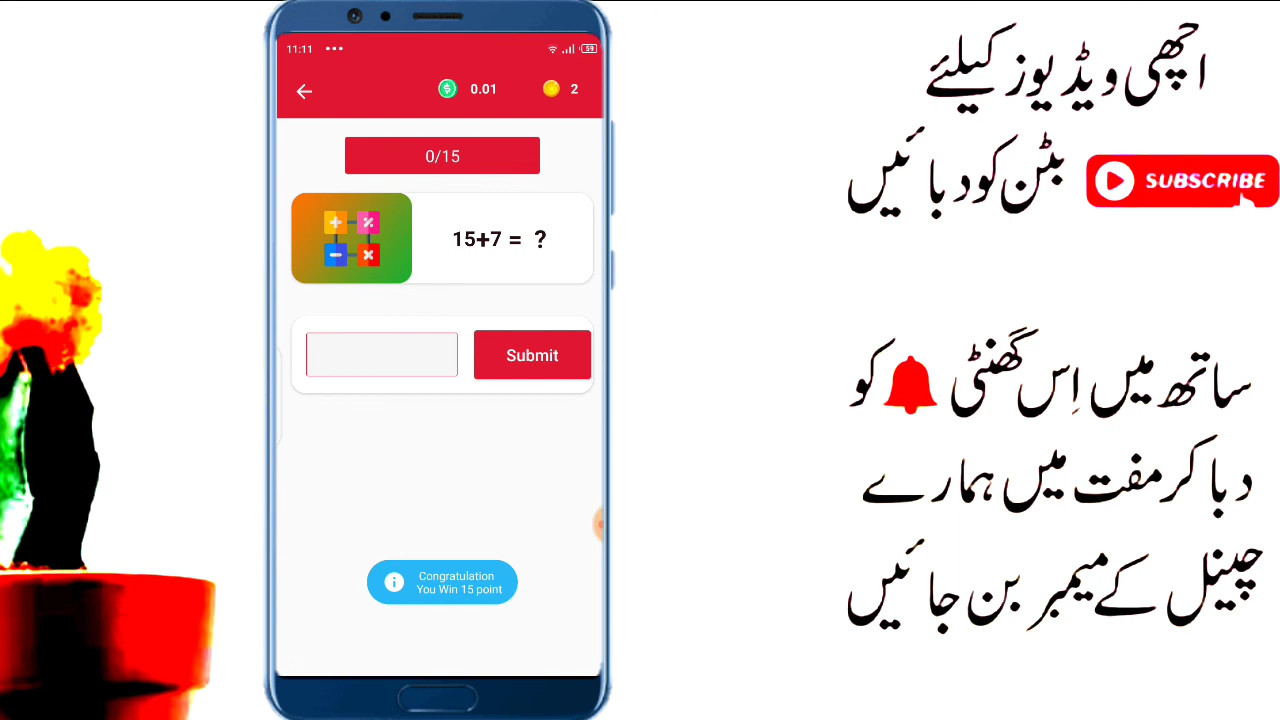 11:11
59
0.01
2
0/15
15+7 = ?
Submit
Congratulation
You Win 15 point
اچھی ویڈیوز کیلئے
SUBSCRIBE بٹن کو دبائیں
ساتھ میں اِس گھنٹی کو
دبا کر مفت میں ہمارے
چینل کے میمبر بن جائیں